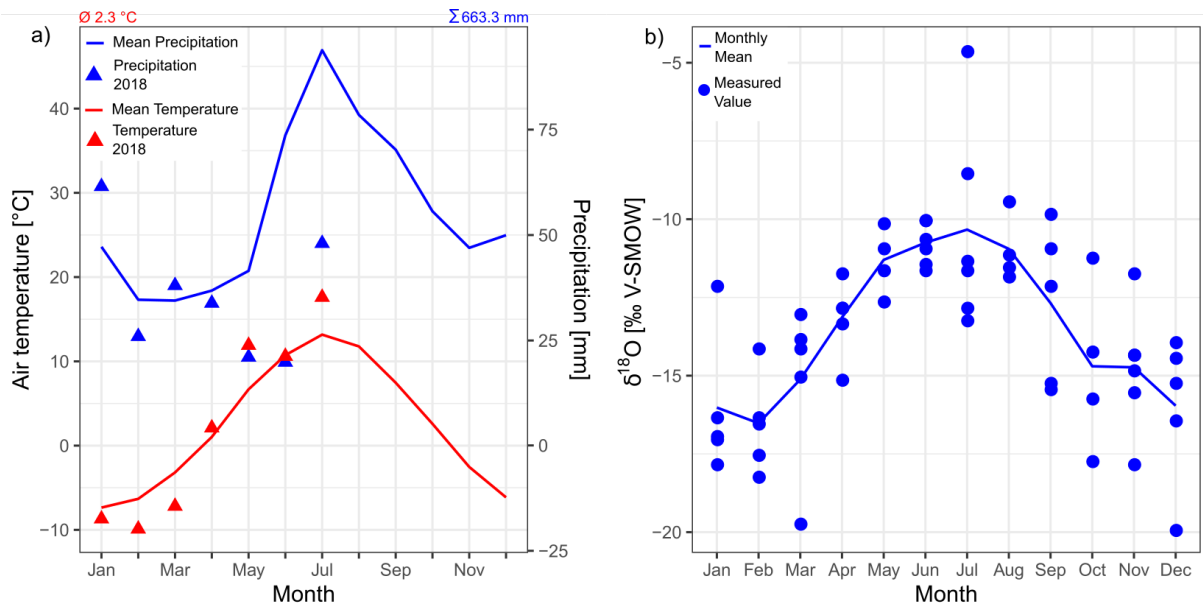 Ø 2.3 °C
Σ663.3 mm
a)
Mean Precipitation
Precipitation
2018
Mean Temperature
Temperature
2018
Air temperature [°C]
40
30
20
10
0
−10
Precipitation [mm]
75
50
25
0
−25
Jan
Mar
May
Jul
Sep
Nov
Month
b)
Monthly
Mean
Measured
Value
δ18O [‰ V-SMOW]
−5
−10
−15
−20
Jan
Feb
Mar
Apr
May
Jun
Jul
Aug
Sep
Oct
Nov
Dec
Month